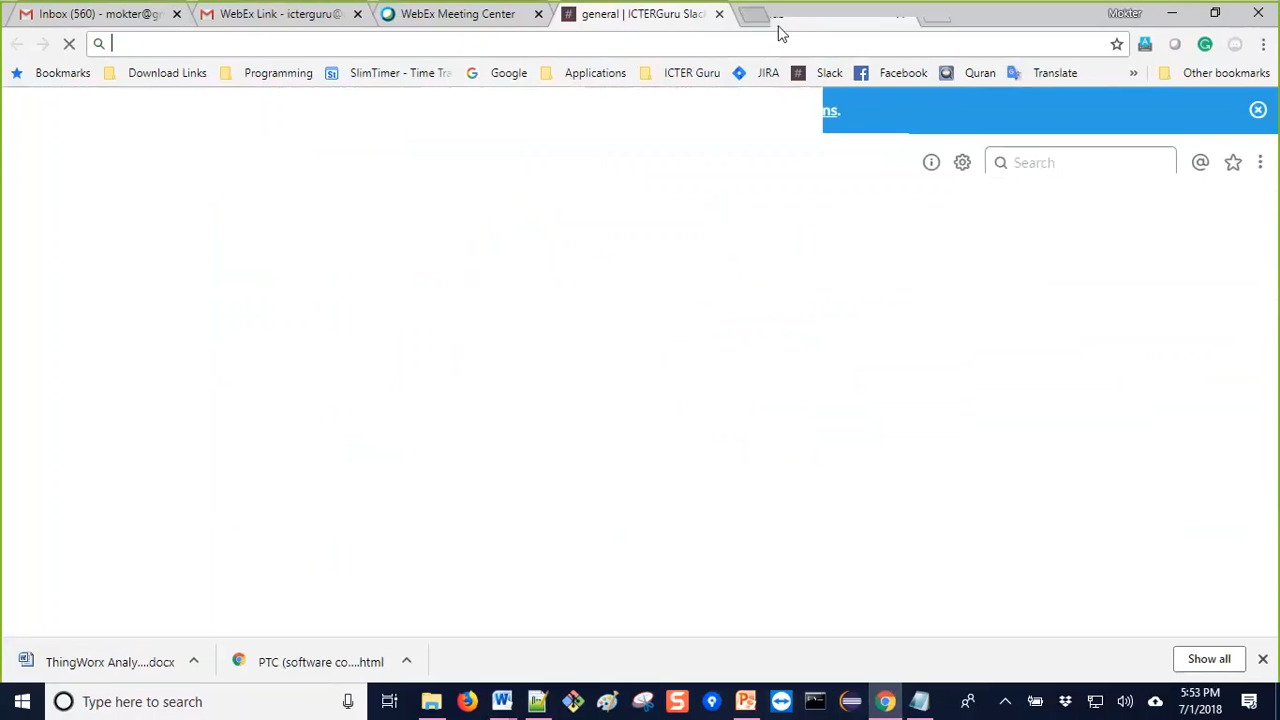 Inbox (560) - mokter@gm
WebEx Link - icterguru@
WebEx Meeting Center
general | ICTERGuru Slac
Mokter
Bookmarks
Download Links
Programming
SlimTimer - Time Tra
Google
Applications
ICTER Guru
JIRA
Slack
Facebook
Quran
Translate
»
Other bookmarks
ns.
Search
ThingWorx Analy....docx
PTC (software co....html
Show all
Type here to search
5:53 PM
7/1/2018